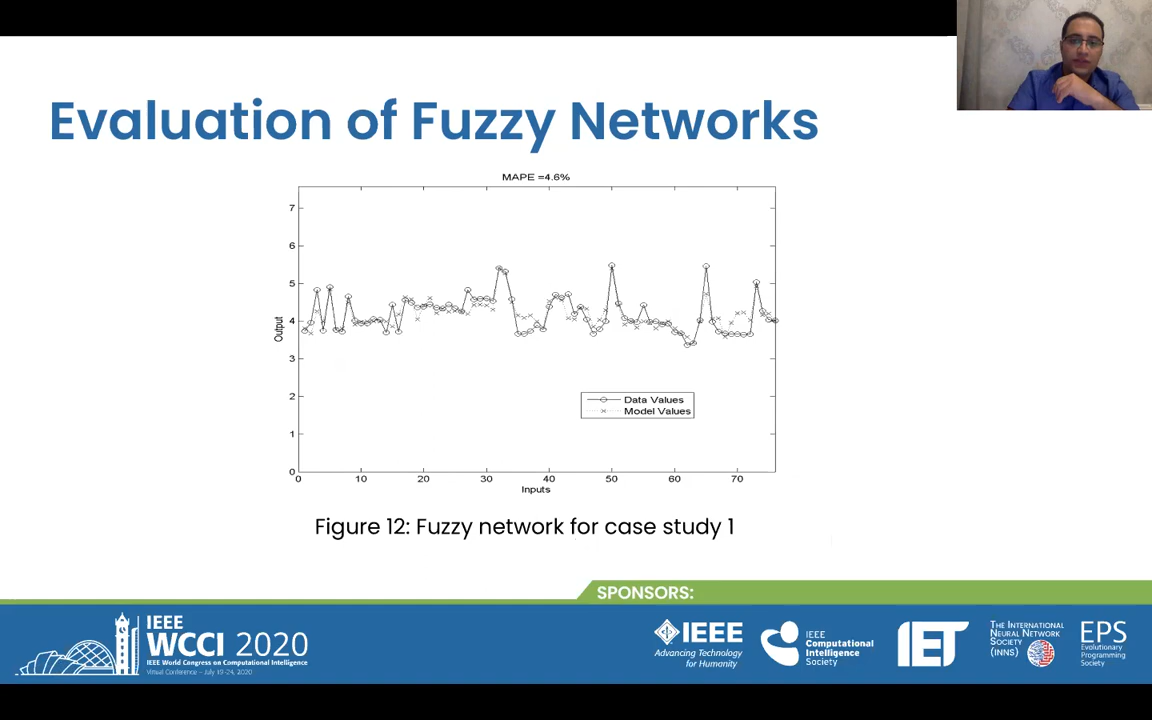 Evaluation of Fuzzy Networks
MAPE =4.6%
7
6
5
4
3
2
1
0
Output
0 10 20 30 40 50 60 70
Inputs
Data Values
Model Values
Figure 12: Fuzzy network for case study 1
SPONSORS:
IEEE
WCCI 2020
IEEE World Congress on Computational Intelligence
Virtual Conference – July 19-24, 2020
IEEE
Advancing Technology
for Humanity
IEEE
Computational
Intelligence
Society
IET
The International
Neural Network
Society
(INNS)
EPS
Evolutionary
Programming
Society